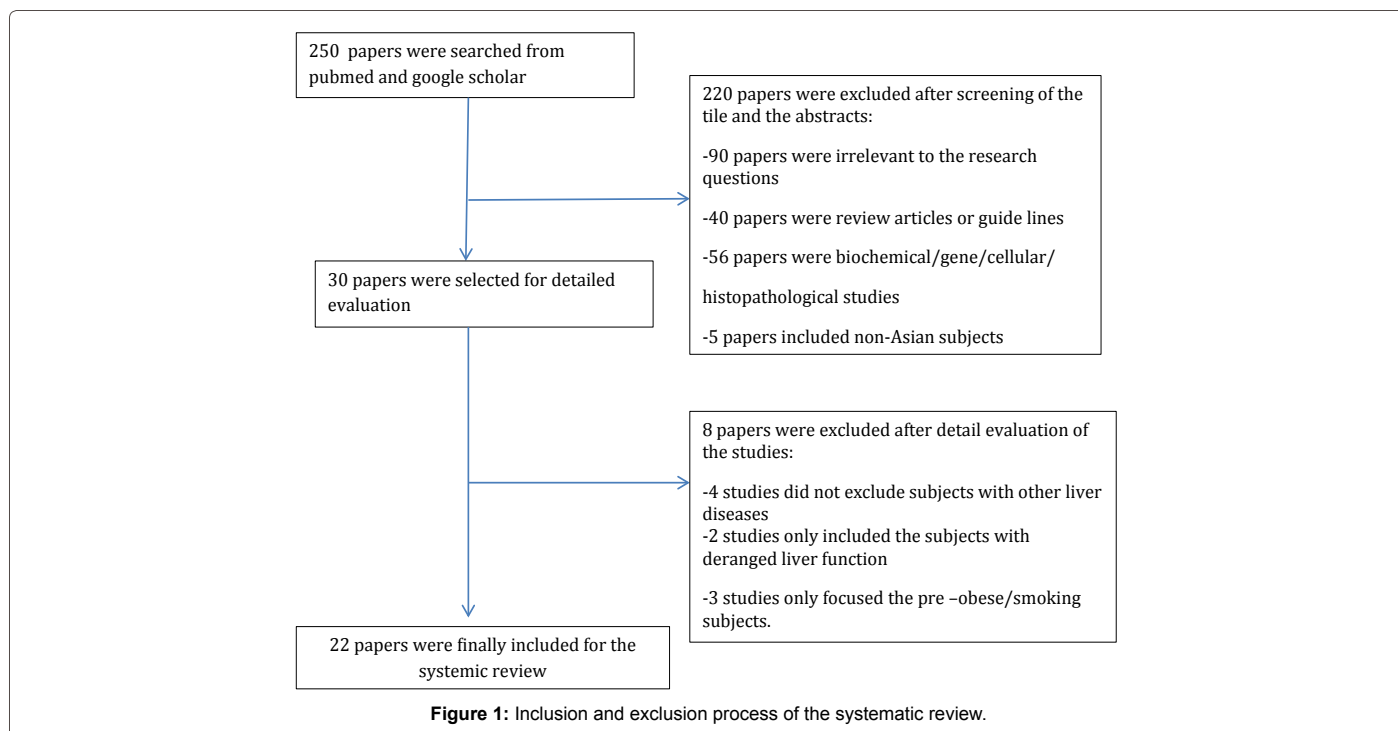 250 papers were searched from
pubmed and google scholar
220 papers were excluded after screening of the
tile and the abstracts:
-90 papers were irrelevant to the research
questions
-40 papers were review articles or guide lines
-56 papers were biochemical/gene/cellular/
histopathological studies
-5 papers included non-Asian subjects
30 papers were selected for detailed
evaluation
8 papers were excluded after detail evaluation of
the studies:
-4 studies did not exclude subjects with other liver
diseases
-2 studies only included the subjects with
deranged liver function
-3 studies only focused the pre –obese/smoking
subjects.
22 papers were finally included for the
systemic review
Figure 1: Inclusion and exclusion process of the systematic review.